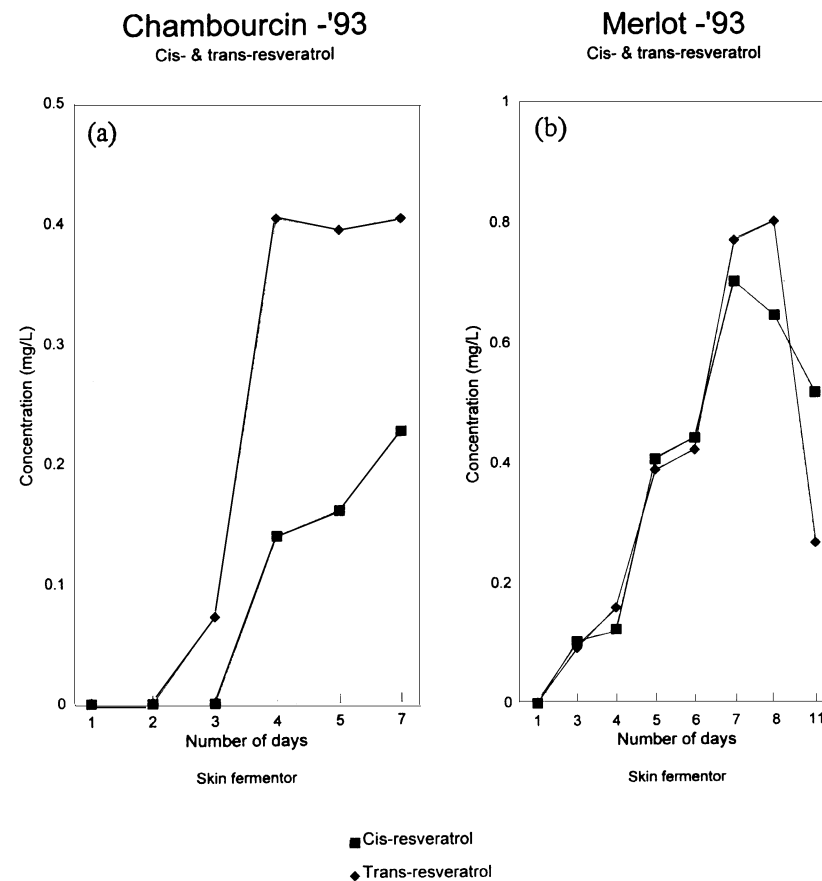 Chambourcin -'93
Cis- & trans-resveratrol
(a)
Concentration (mg/L)
0.5
0.4
0.3
0.2
0.1
0
1 2 3 4 5 7
Number of days
Skin fermentor
Merlot -'93
Cis- & trans-resveratrol
(b)
Concentration (mg/L)
1
0.8
0.6
0.4
0.2
0
1 3 4 5 6 7 8 11
Number of days
Skin fermentor
Cis-resveratrol
Trans-resveratrol